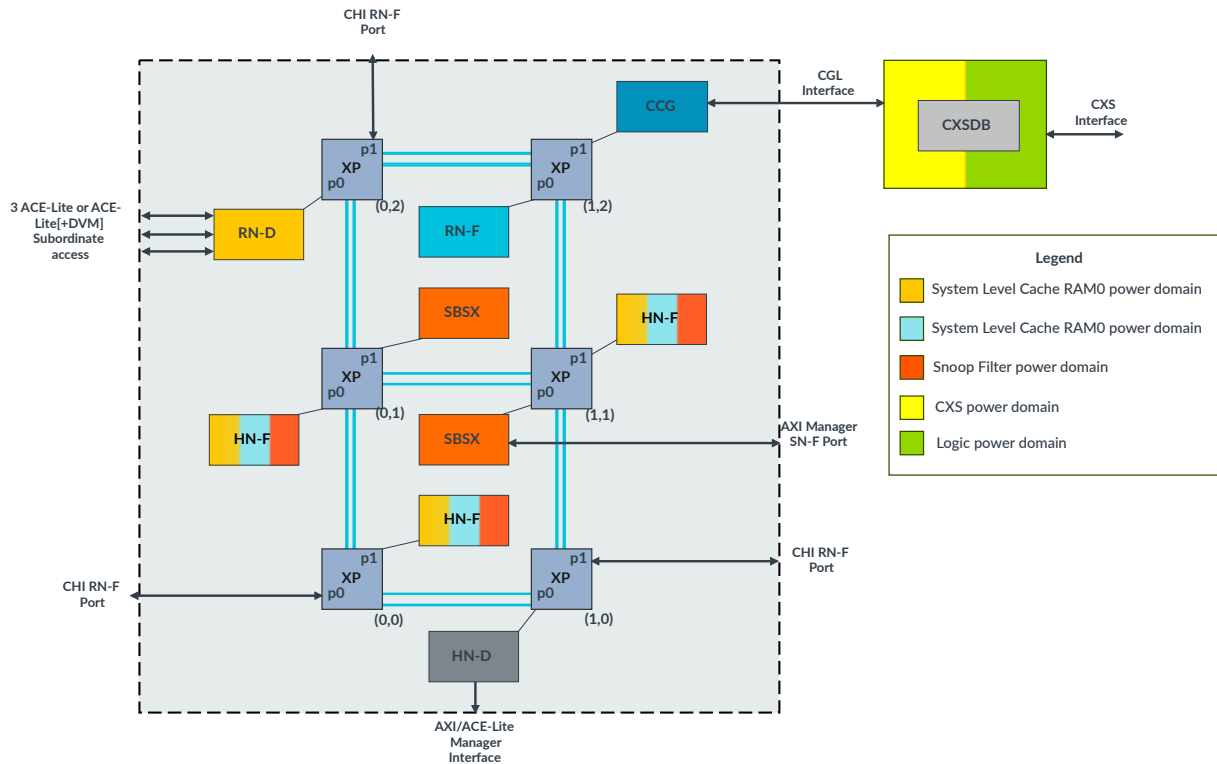 CHI RN-F
Port
CCG
CGL
Interface
CXSDB
CXS
Interface
p1
XP
p0
(0,2)
p1
XP
p0
(1,2)
3 ACE-Lite or ACE-
Lite[+DVM]
Subordinate
access
RN-D
RN-F
Legend
System Level Cache RAM0 power domain
System Level Cache RAM0 power domain
Snoop Filter power domain
CXS power domain
Logic power domain
SBSX
HN-F
p1
XP
p0
(0,1)
p1
XP
p0
(1,1)
HN-F
SBSX
AXI Manager
SN-F Port
HN-F
p1
XP
p0
(0,0)
p1
XP
p0
(1,0)
CHI RN-F
Port
CHI RN-F
Port
HN-D
AXI/ACE-Lite
Manager
Interface